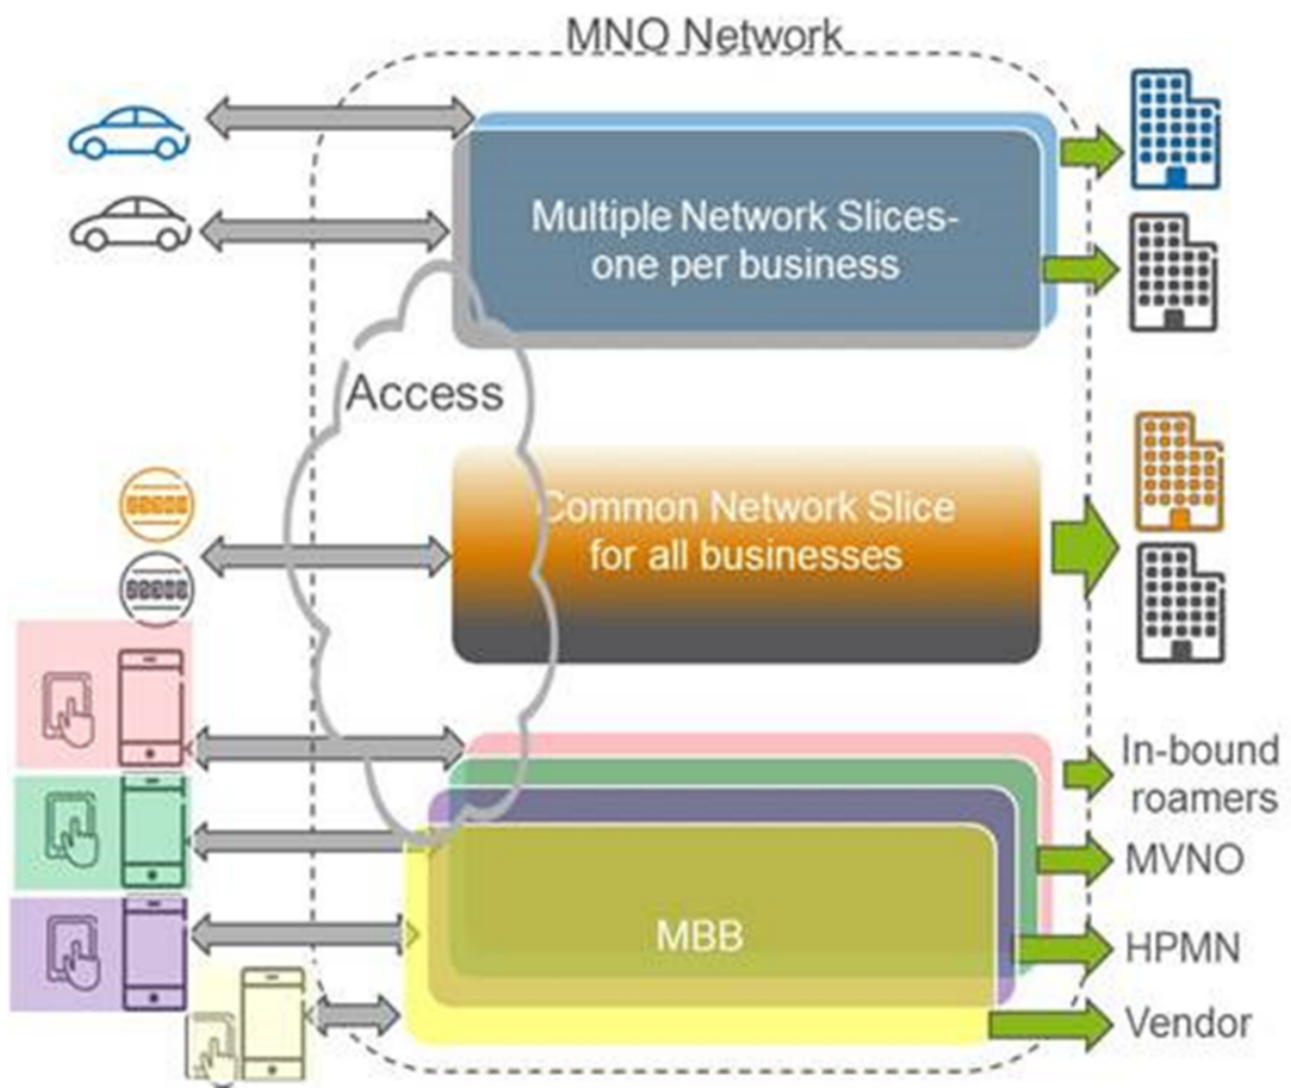 MNO Network
Multiple Network Slices-
one per business
Access
Common Network Slice
for all businesses
In-bound
roamers
MVNO
MBB
HPMN
Vendor